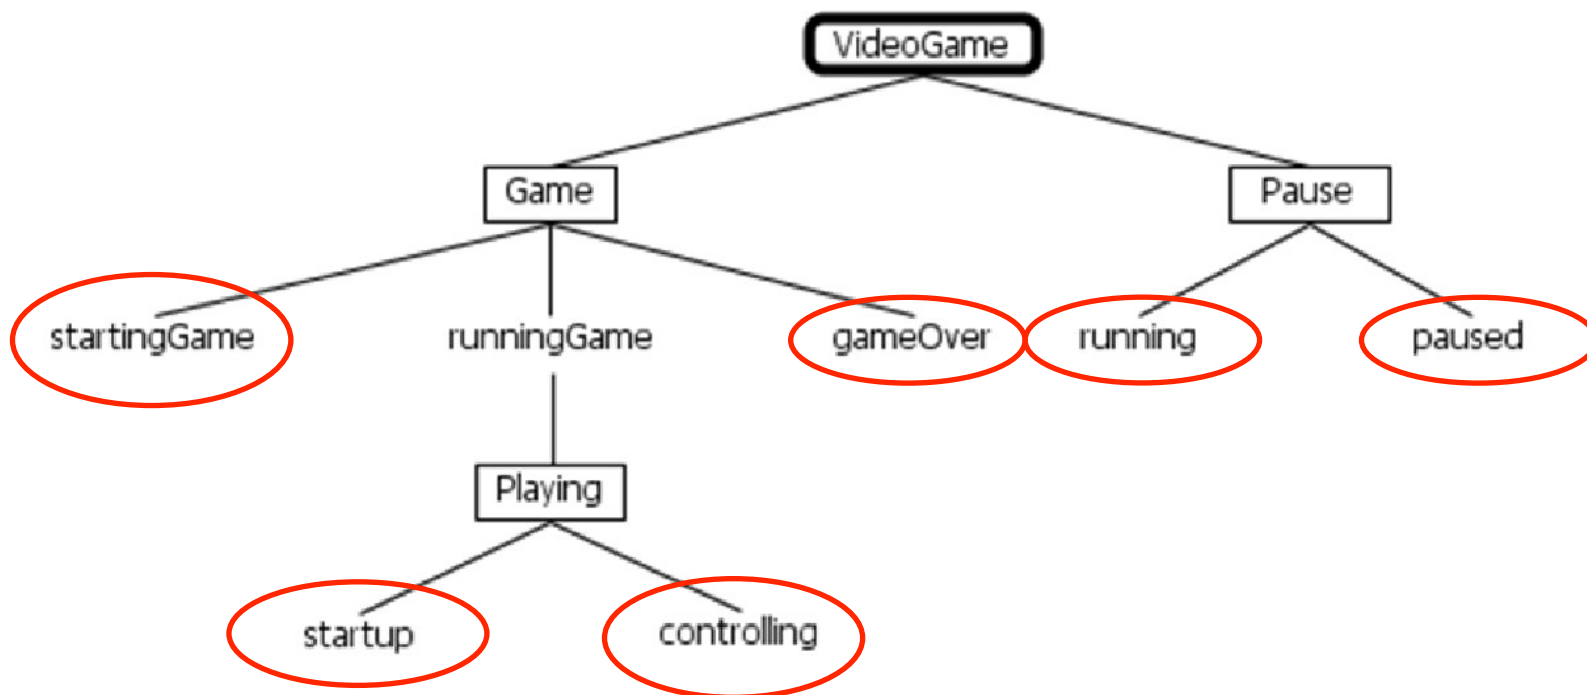 VideoGame
Game
Pause
startingGame
runningGame
gameOver
running
paused
Playing
startup
controlling